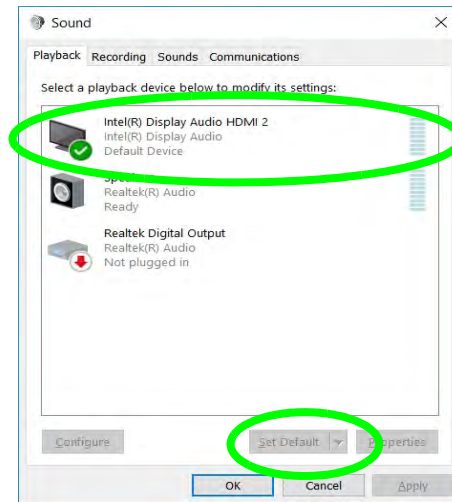 Sound
Playback Recording Sounds Communications
Select a playback device below to modify its settings:
Intel(R) Display Audio HDMI 2
Intel(R) Display Audio
Default Device
Realtek(R) Audio
Ready
Realtek Digital Output
Realtek(R) Audio
Not plugged in
Configure Set Default Properties
OK Cancel Apply